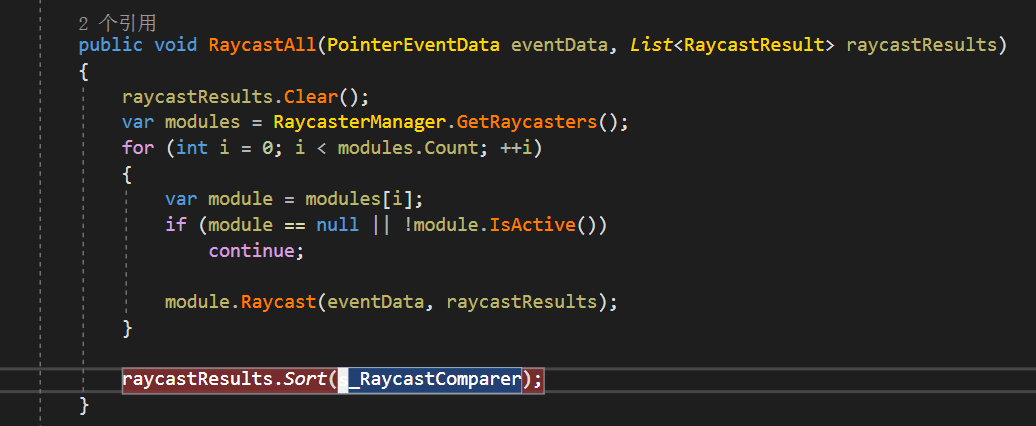 2 个引用
public void RaycastAll(PointerEventData eventData, List<RaycastResult> raycastResults)
{
raycastResults.Clear();
var modules = RaycasterManager.GetRaycasters();
for (int i = 0; i < modules.Count; ++i)
{
var module = modules[i];
if (module == null || !module.IsActive())
continue;
module.Raycast(eventData, raycastResults);
}
raycastResults.Sort(s_RaycastComparer);
}